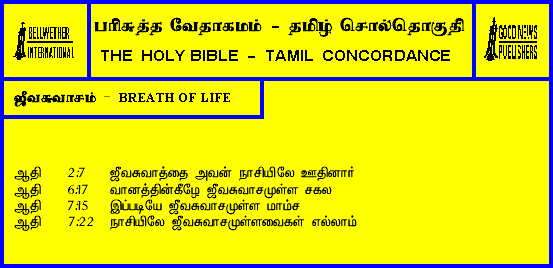 BELLWETHER
INTERNATIONAL
பரிசுத்த வேதாகமம் - தமிழ் சொல்தொகுதி
THE HOLY BIBLE - TAMIL CONCORDANCE
GOOD NEWS
PUBLISHERS
ஜீவசுவாசம் - BREATH OF LIFE
ஆதி 2:7 ஜீவசுவாத்தை அவன் நாசியிலே ஊதினார்
ஆதி 6:17 வானத்தின்கீழே ஜீவசுவாசமுள்ள சகல
ஆதி 7:15 இப்படியே ஜீவசுவாசமுள்ள மாம்ச
ஆதி 7:22 நாசியிலே ஜீவசுவாசமுள்ளவைகள் எல்லாம்